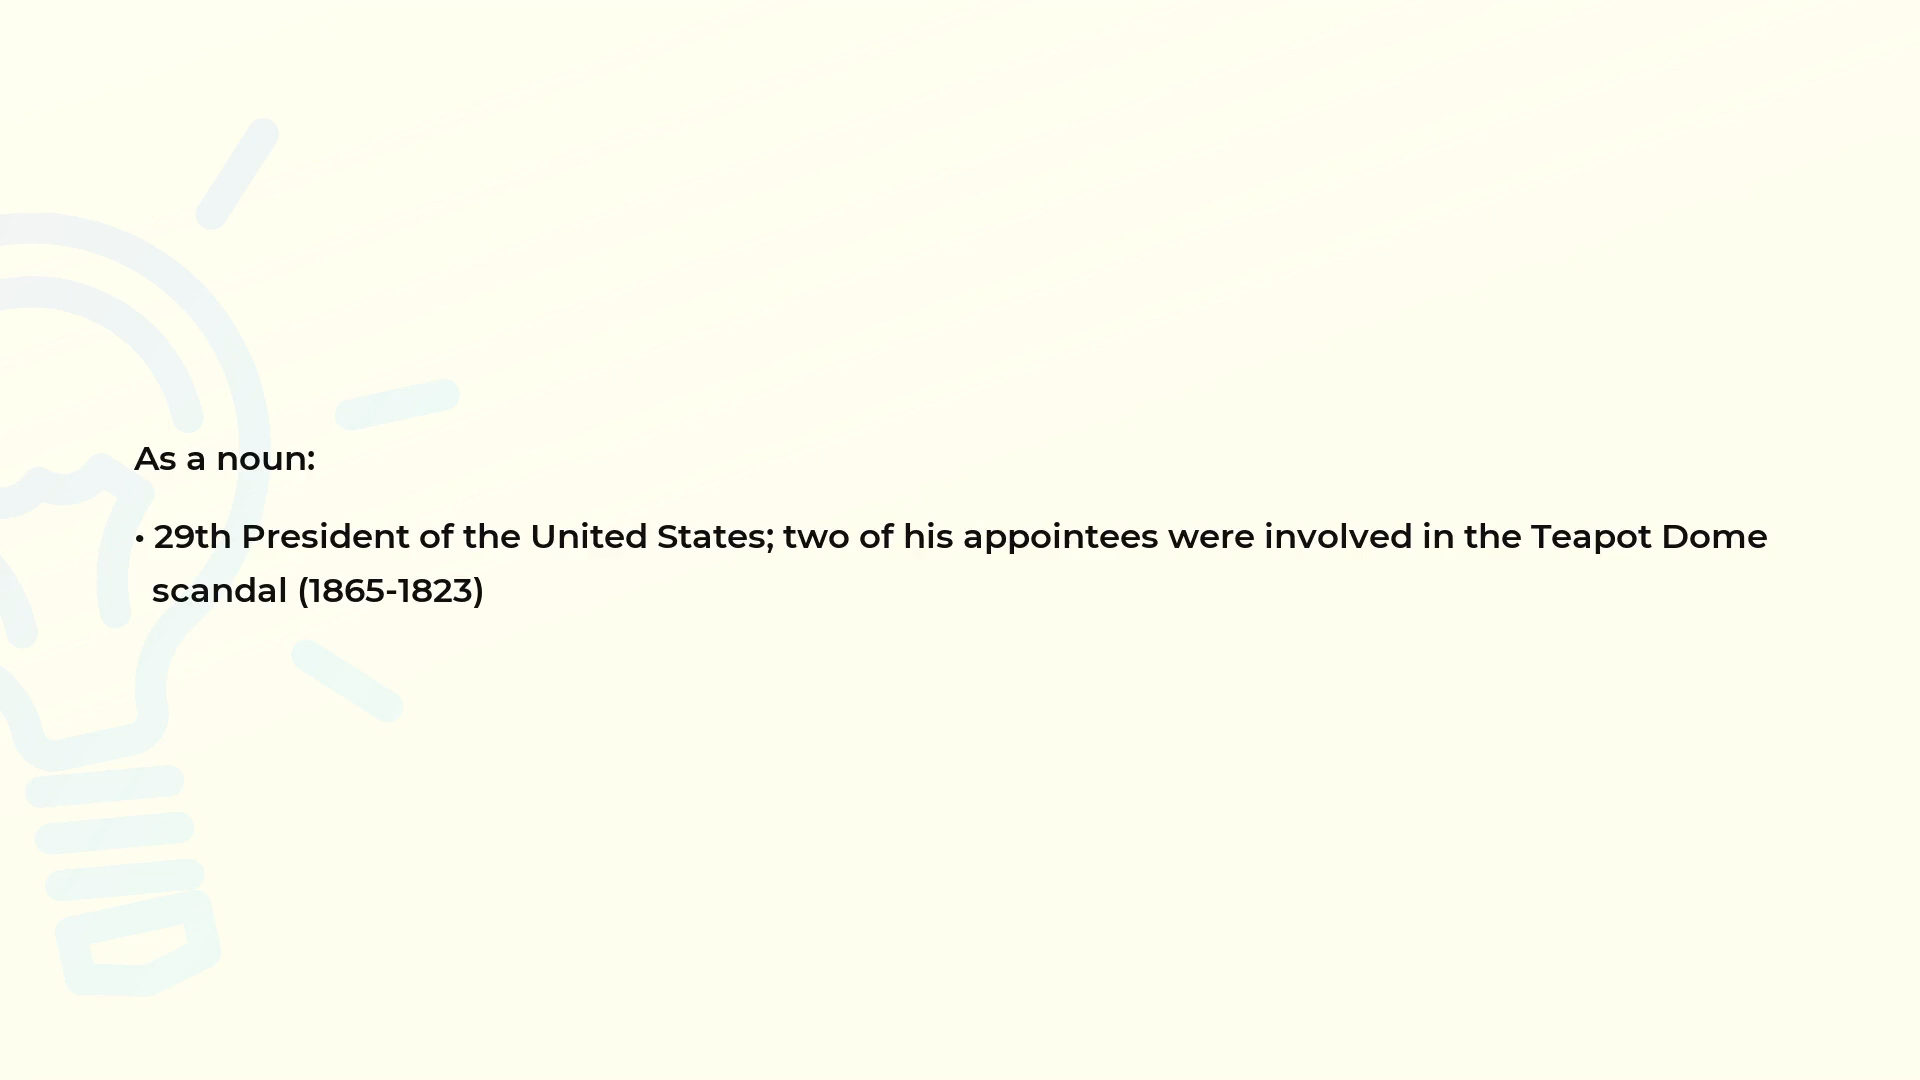 As a noun:
• 29th President of the United States; two of his appointees were involved in the Teapot Dome
scandal (1865-1823)